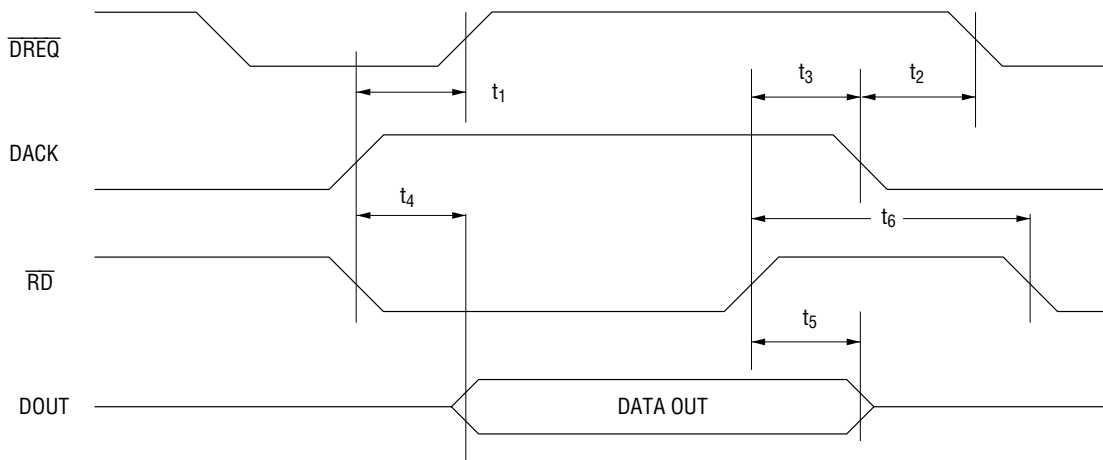 DREQ
t1
t3
t2
DACK
t4
t6
RD
t5
DOUT
DATA OUT